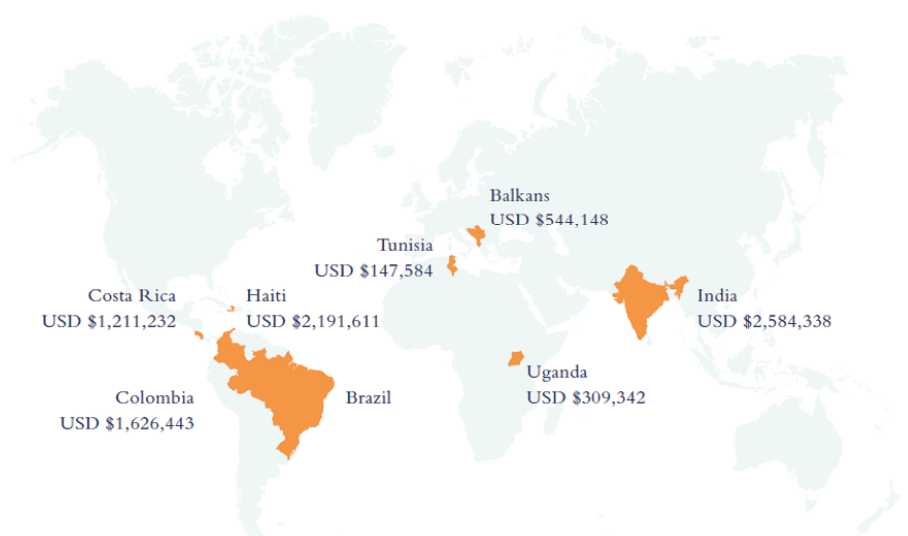 Balkans
USD $544,148
Tunisia
USD $147,584
Costa Rica
USD $1,211,232
Haiti
USD $2,191,611
India
USD $2,584,338
Uganda
USD $309,342
Colombia
USD $1,626,443
Brazil